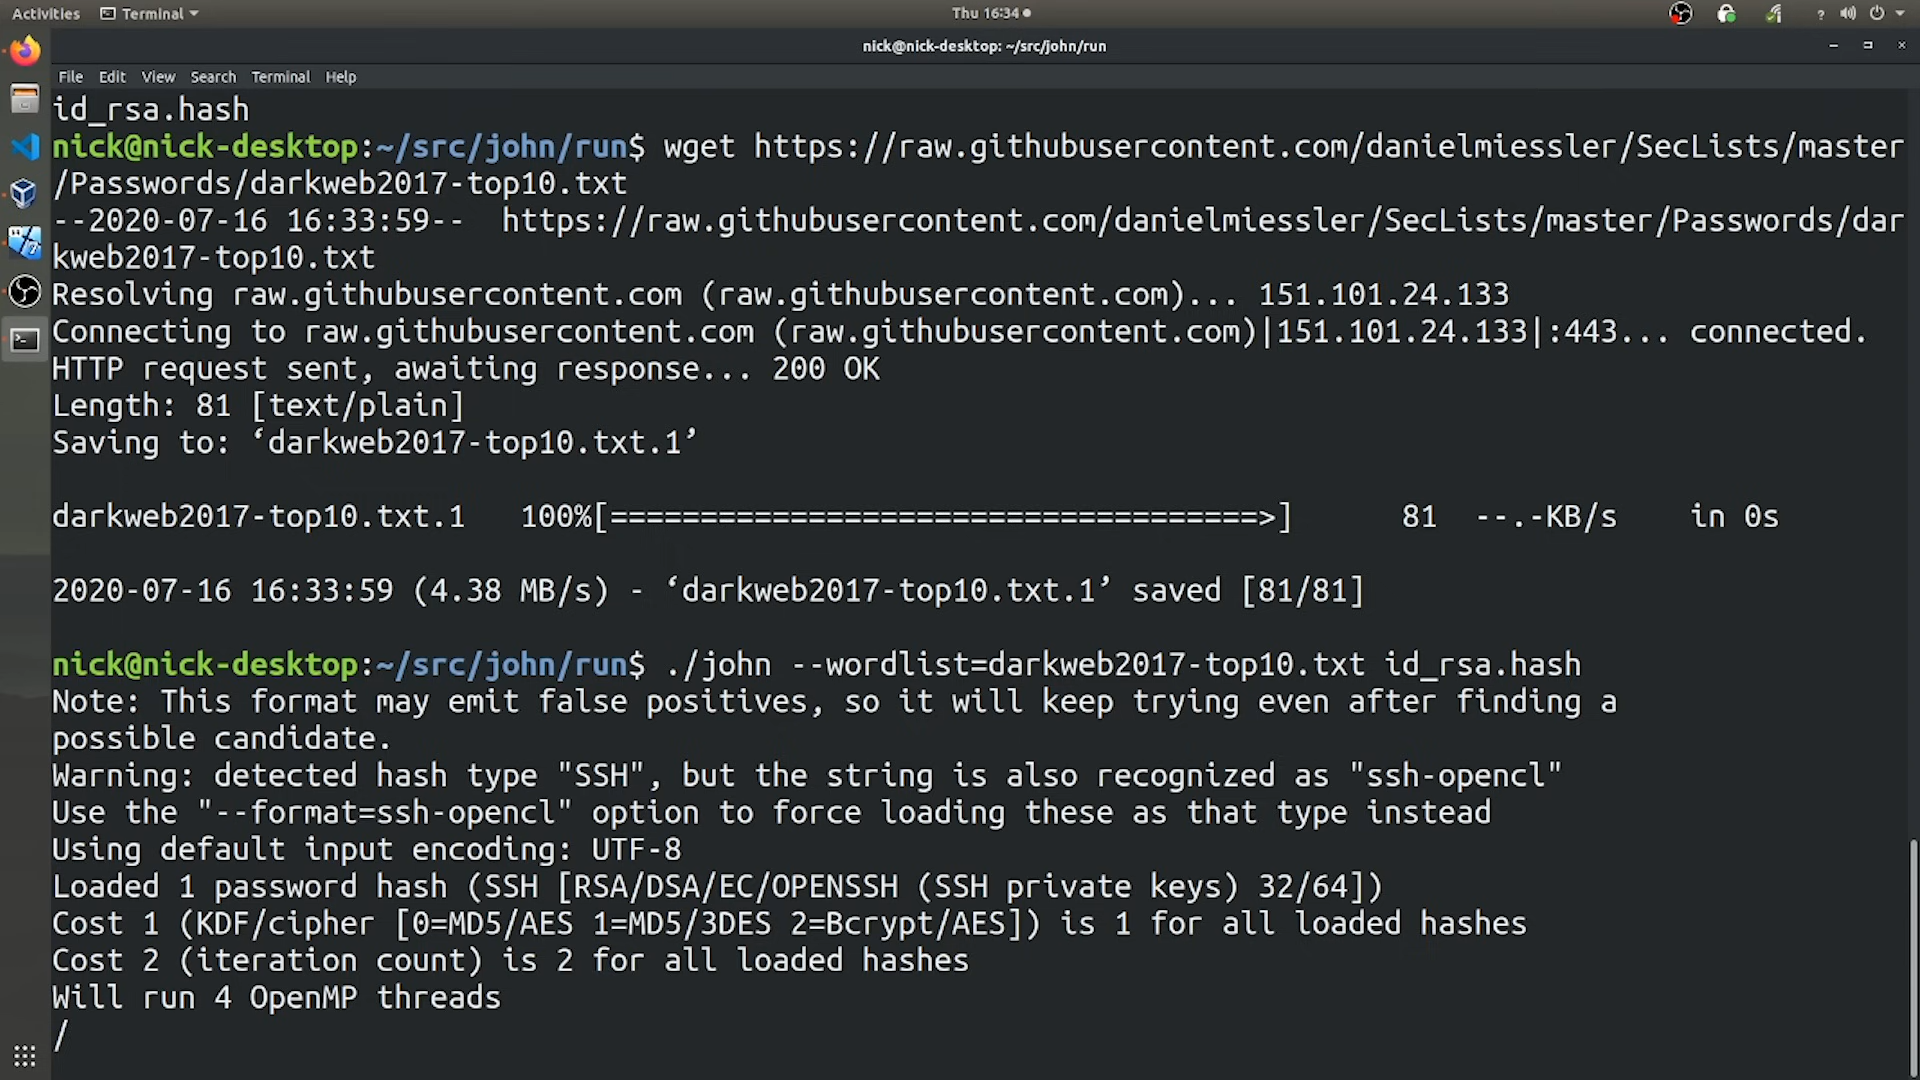 Activities Terminal Thu 16:34 ?
nick@nick-desktop: ~/src/john/run
File Edit View Search Terminal Help
id_rsa.hash
nick@nick-desktop:~/src/john/run$ wget https://raw.githubusercontent.com/danielmiessler/SecLists/master
/Passwords/darkweb2017-top10.txt
--2020-07-16 16:33:59-- https://raw.githubusercontent.com/danielmiessler/SecLists/master/Passwords/dar
kweb2017-top10.txt
Resolving raw.githubusercontent.com (raw.githubusercontent.com)... 151.101.24.133
Connecting to raw.githubusercontent.com (raw.githubusercontent.com)|151.101.24.133|:443... connected.
HTTP request sent, awaiting response... 200 OK
Length: 81 [text/plain]
Saving to: ‘darkweb2017-top10.txt.1’
darkweb2017-top10.txt.1 100%[====================================>] 81 --.-KB/s in 0s
2020-07-16 16:33:59 (4.38 MB/s) - ‘darkweb2017-top10.txt.1’ saved [81/81]
nick@nick-desktop:~/src/john/run$ ./john --wordlist=darkweb2017-top10.txt id_rsa.hash
Note: This format may emit false positives, so it will keep trying even after finding a
possible candidate.
Warning: detected hash type "SSH", but the string is also recognized as "ssh-opencl"
Use the "--format=ssh-opencl" option to force loading these as that type instead
Using default input encoding: UTF-8
Loaded 1 password hash (SSH [RSA/DSA/EC/OPENSSH (SSH private keys) 32/64])
Cost 1 (KDF/cipher [0=MD5/AES 1=MD5/3DES 2=Bcrypt/AES]) is 1 for all loaded hashes
Cost 2 (iteration count) is 2 for all loaded hashes
Will run 4 OpenMP threads
/